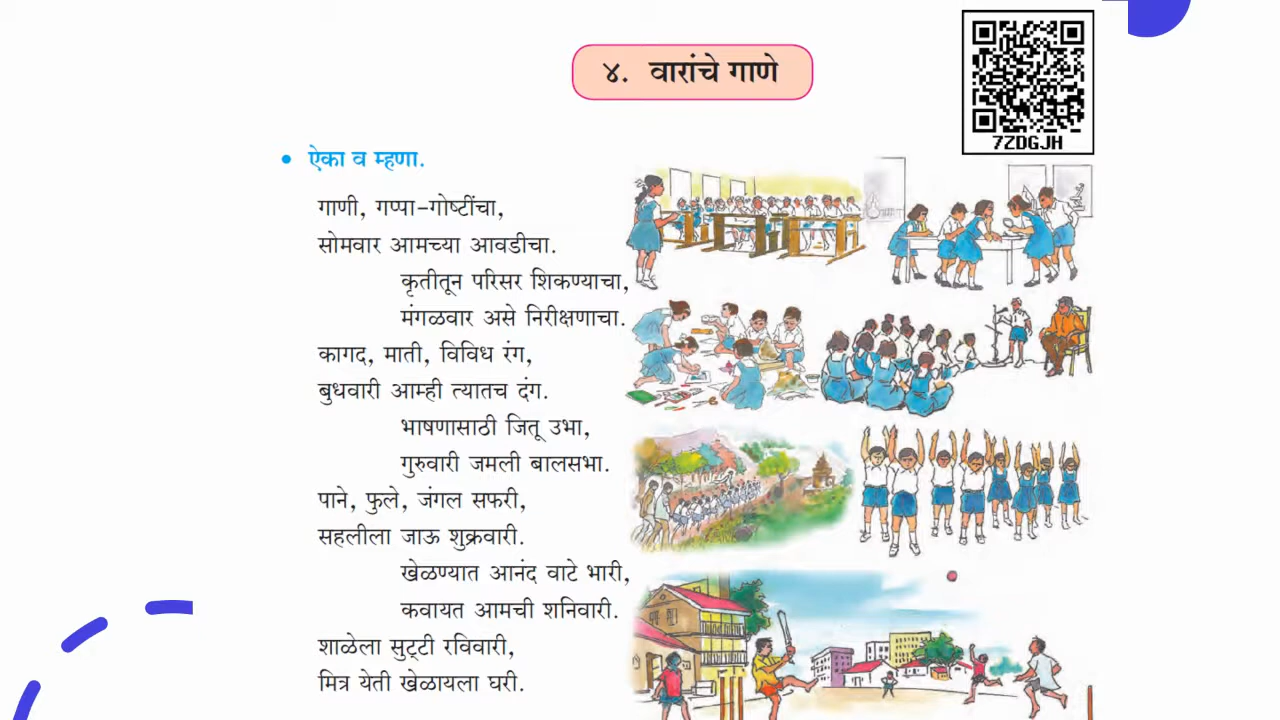 ४. वारांचे गाणे
7ZDGJH
• ऐका व म्हणा.
गाणी, गप्पा-गोष्टींचा,
सोमवार आमच्या आवडीचा.
कृतीतून परिसर शिकण्याचा,
मंगळवार असे निरीक्षणाचा.
कागद, माती, विविध रंग,
बुधवारी आम्ही त्यातच दंग.
भाषणासाठी जितू उभा,
गुरुवारी जमली बालसभा.
पाने, फुले, जंगल सफरी,
सहलीला जाऊ शुक्रवारी.
खेळण्यात आनंद वाटे भारी,
कवायत आमची शनिवारी.
शाळेला सुट्टी रविवारी,
मित्र येती खेळायला घरी.